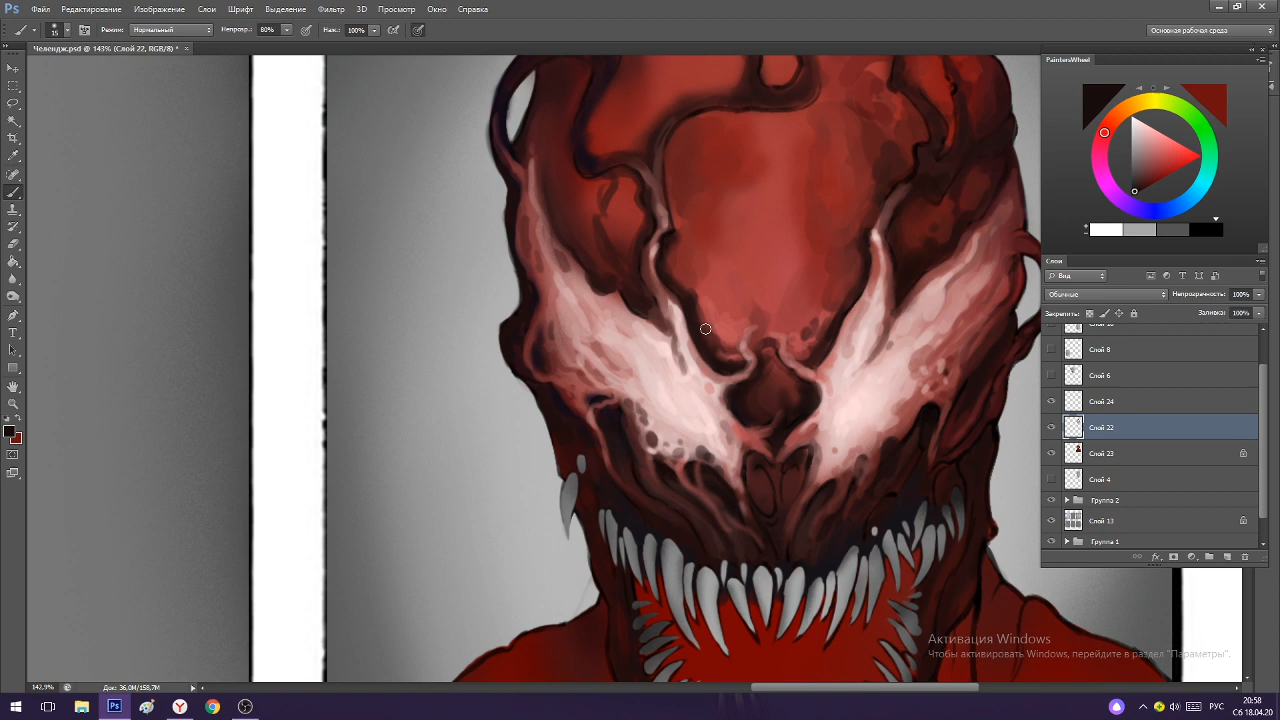 Ps
Файл Редактирование Изображение Слои Шрифт Выделение Фильтр 3D Просмотр Окно Справка
15 Режим: Нормальный Непрозр.: 80% Наж.: 100% Основная рабочая среда
Челендж.psd @ 143% (Слой 22, RGB/8) * ×
PaintersWheel
Слои
Вид
Обычные Непрозрачность: 100%
Закрепить: Заливка: 100%
Слой 8
Слой 6
Слой 24
Слой 22
Слой 23
Слой 4
Группа 2
Слой 13
Группа 1
Активация Windows
Чтобы активировать Windows, перейдите в раздел "Параметры".
142,9% Док: 36,0M/158,7M
Ps Y РУС 20:58
Сб 18.04.20